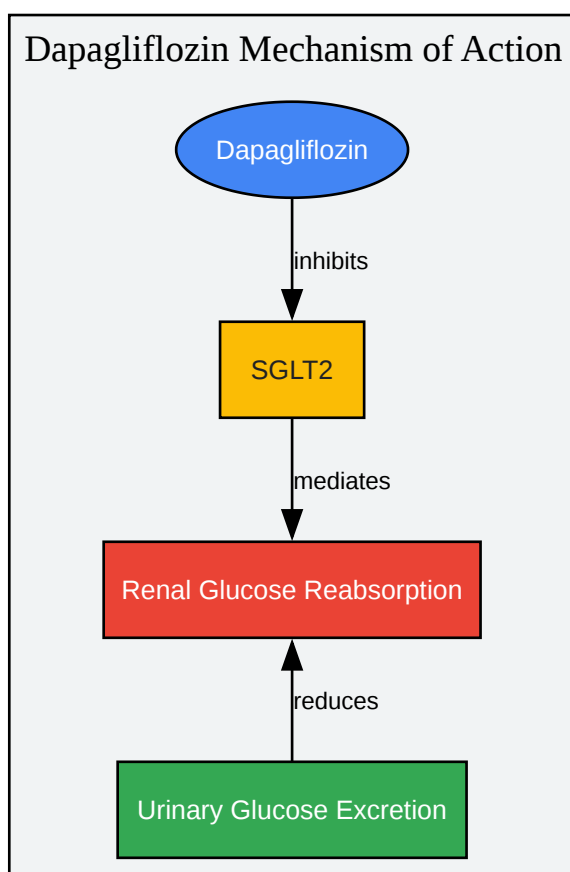 Dapagliflozin Mechanism of Action
Dapagliflozin
inhibits
SGLT2
mediates
Renal Glucose Reabsorption
reduces
Urinary Glucose Excretion